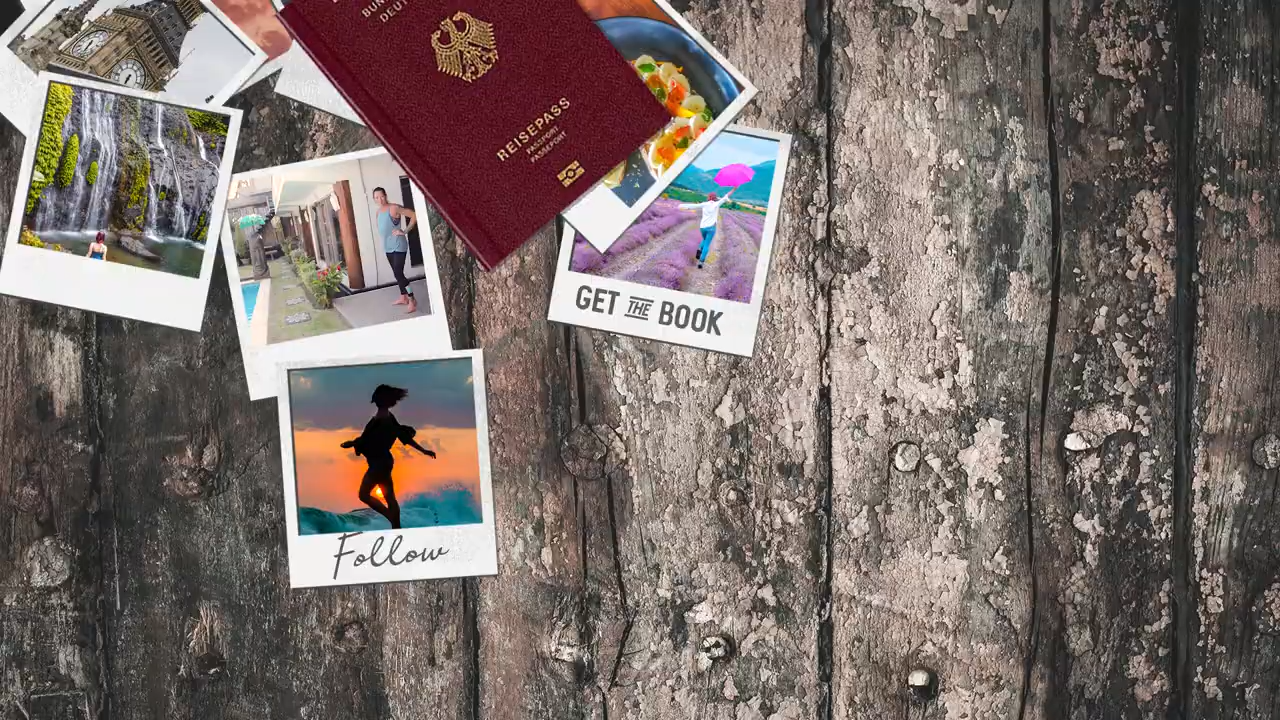 REISEPASS
PASSPORT
PASSEPORT
GET THE BOOK
Follow